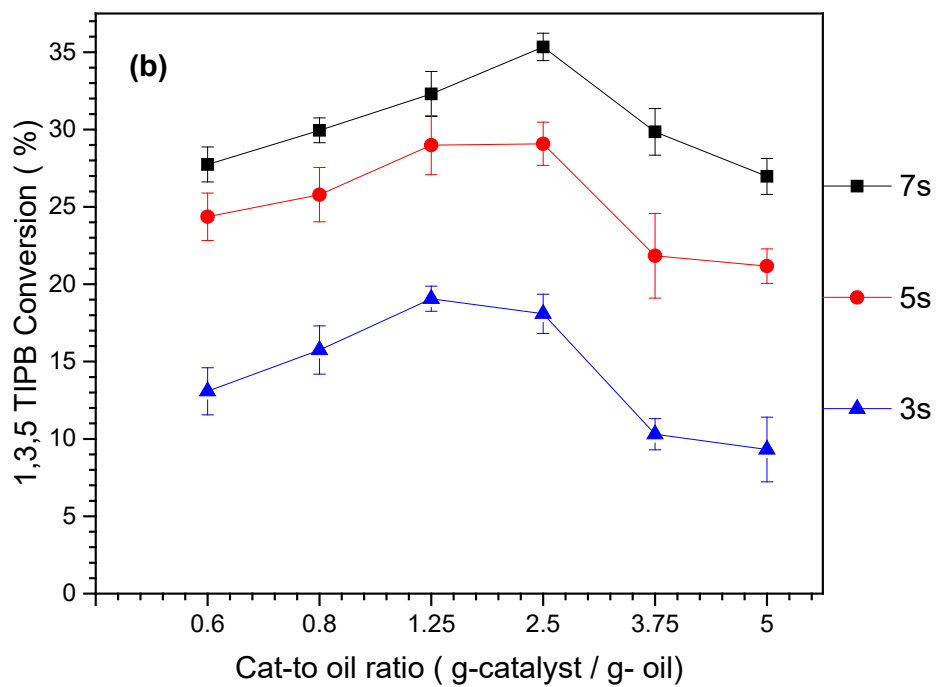 (b)
1,3,5 TIPB Conversion ( %)
35
30
25
20
15
10
5
0
0.6 0.8 1.25 2.5 3.75 5
Cat-to oil ratio ( g-catalyst / g- oil)
7s
5s
3s